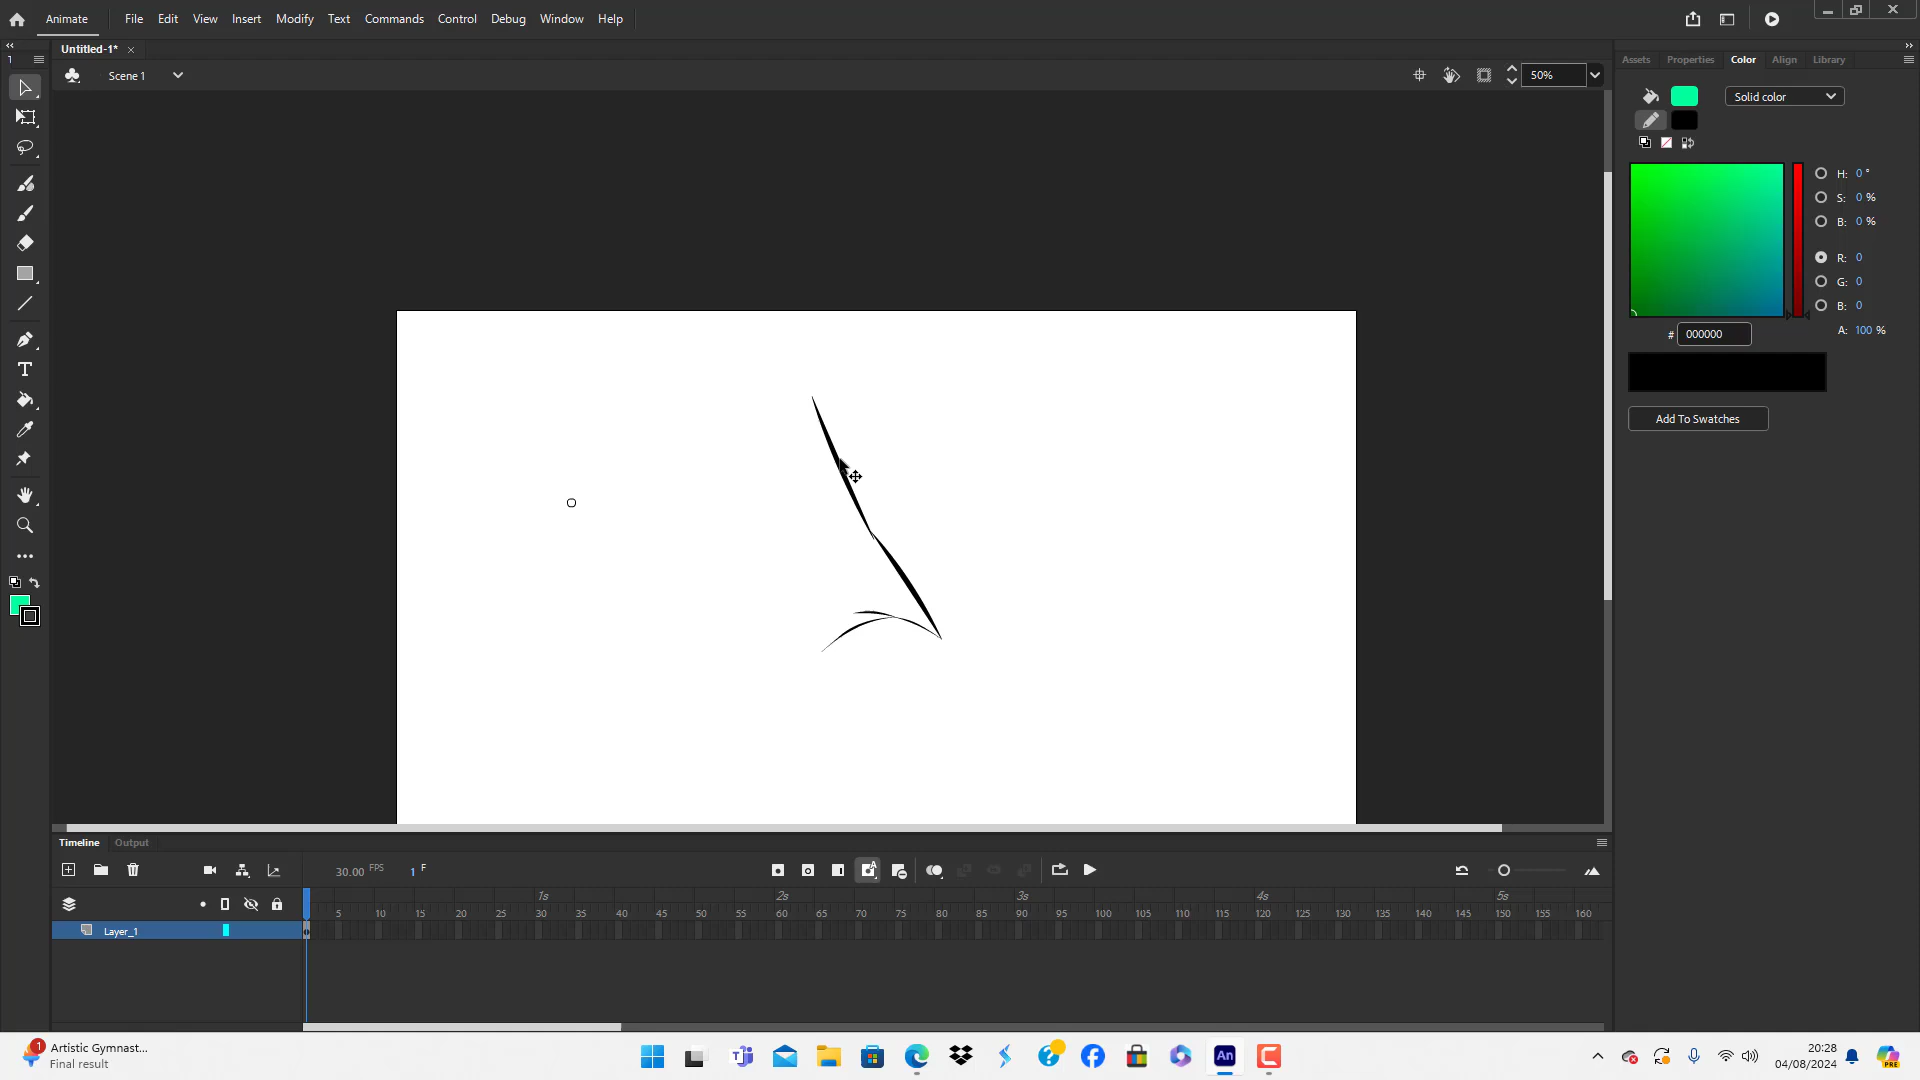 Animate File Edit View Insert Modify Text Commands Control Debug Window Help
Untitled-1* ×
1 Assets Properties Color Align Library
Scene 1 50%
Solid color
H: 0 °
S: 0 %
B: 0 %
R: 0
G: 0
B: 0
# 000000 A: 100 %
Add To Swatches
Timeline Output
30.00 FPS 1 F
1s 2s 3s 4s 5s
5 10 15 20 25 30 35 40 45 50 55 60 65 70 75 80 85 90 95 100 105 110 115 120 125 130 135 140 145 150 155 160
Layer_1
1 Artistic Gymnast...
Final result
An
PRE
20:28
04/08/2024